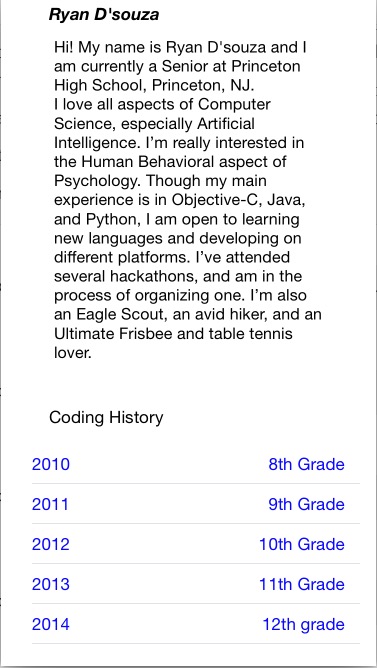 Ryan D'souza
Hi! My name is Ryan D'souza and I
am currently a Senior at Princeton
High School, Princeton, NJ.
I love all aspects of Computer
Science, especially Artificial
Intelligence. I’m really interested in
the Human Behavioral aspect of
Psychology. Though my main
experience is in Objective-C, Java,
and Python, I am open to learning
new languages and developing on
different platforms. I’ve attended
several hackathons, and am in the
process of organizing one. I’m also
an Eagle Scout, an avid hiker, and an
Ultimate Frisbee and table tennis
lover.
Coding History
2010 8th Grade
2011 9th Grade
2012 10th Grade
2013 11th Grade
2014 12th grade